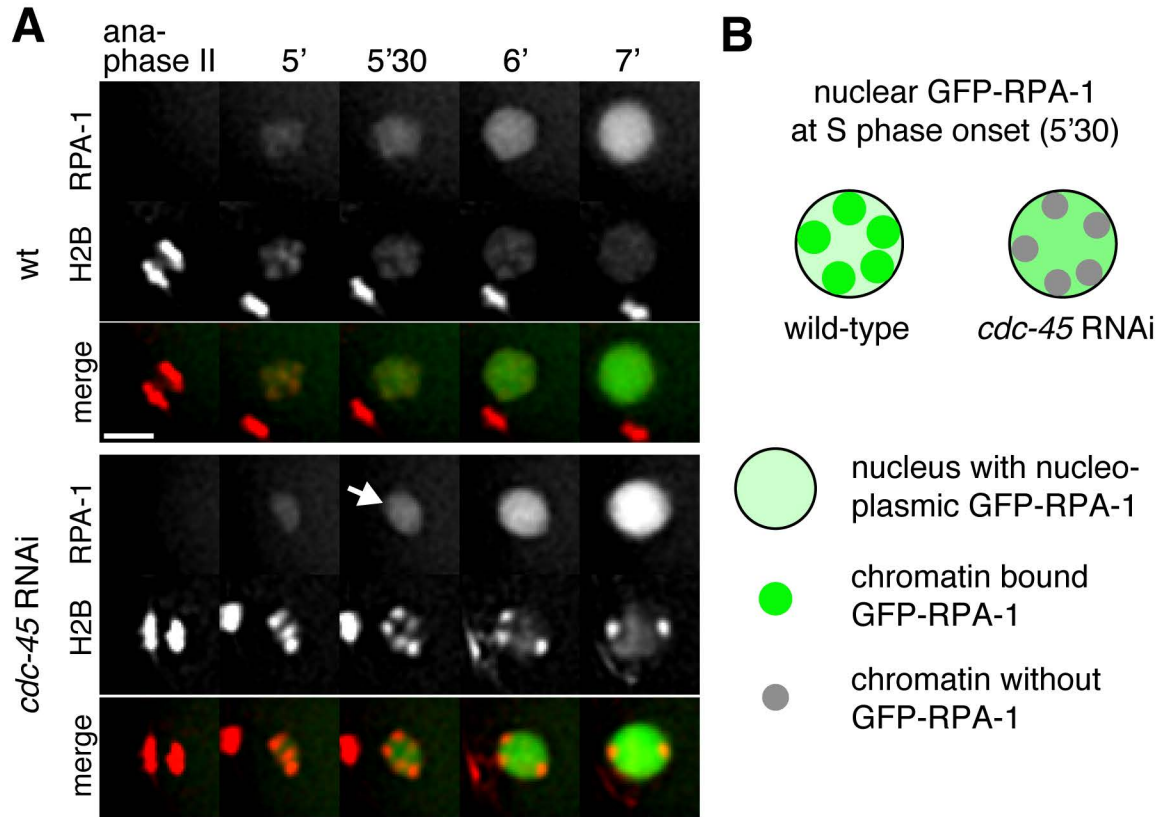 A
ana-
phase II 5' 5'30 6' 7'
wt
RPA-1
H2B
merge
cdc-45 RNAi
RPA-1
H2B
merge
B
nuclear GFP-RPA-1
at S phase onset (5'30)
wild-type cdc-45 RNAi
nucleus with nucleo-
plasmic GFP-RPA-1
chromatin bound
GFP-RPA-1
chromatin without
GFP-RPA-1